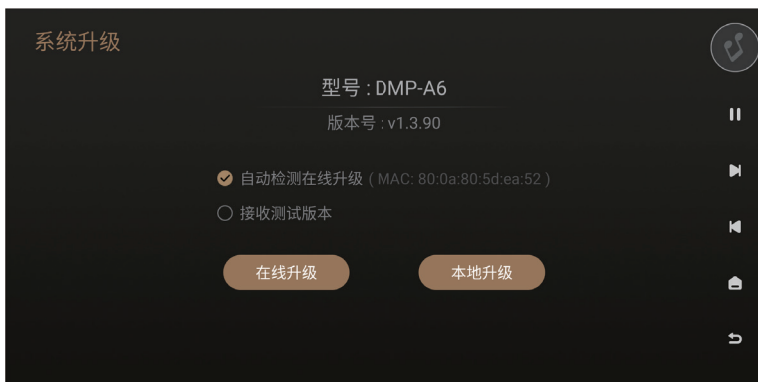 系统升级
型号 : DMP-A6
版本号 : v1.3.90
自动检测在线升级 ( MAC: 80:0a:80:5d:ea:52 )
接收测试版本
在线升级
本地升级